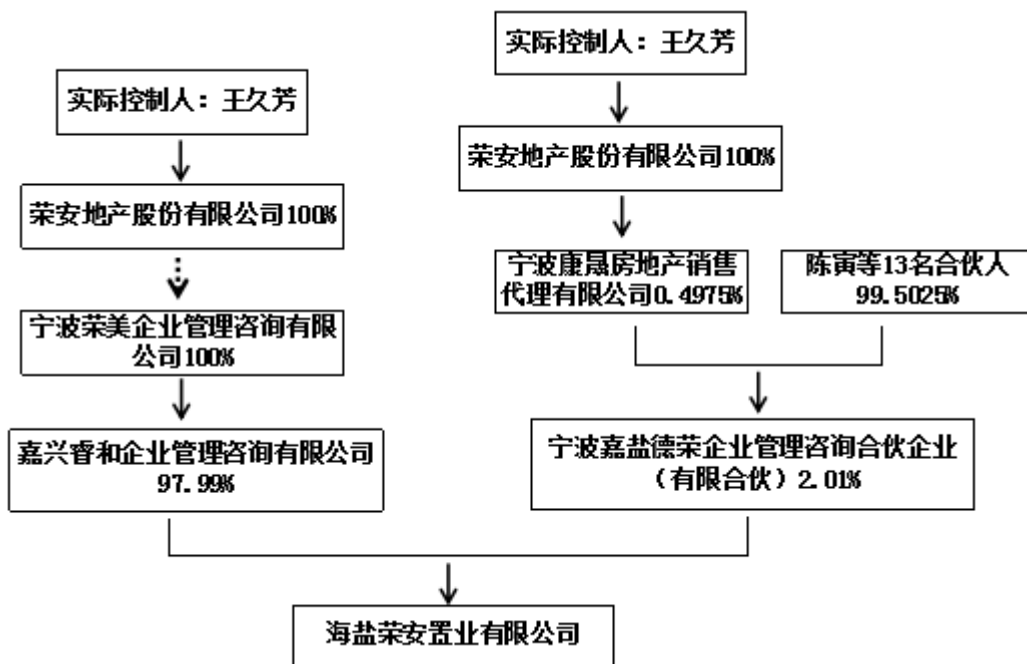 实际控制人：王久芳
实际控制人：王久芳
荣安地产股份有限公司100%
荣安地产股份有限公司100%
宁波康晟房地产销售
代理有限公司0.4975%
陈寅等13名合伙人
99.5025%
宁波荣美企业管理咨询有限
公司100%
嘉兴睿和企业管理咨询有限公司
97.99%
宁波嘉盐德荣企业管理咨询合伙企业
（有限合伙）2.01%
海盐荣安置业有限公司